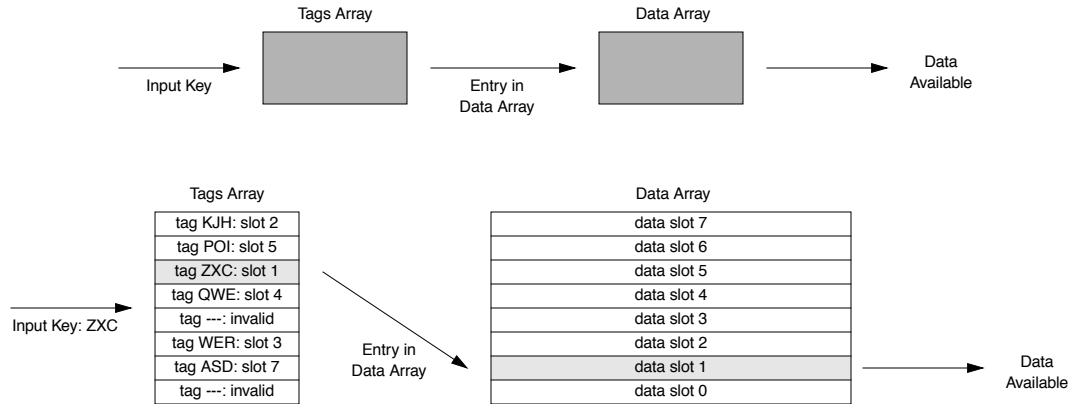 Tags Array
Data Array
Input Key
Entry in
Data Array
Data
Available
Tags Array
Data Array
tag KJH: slot 2
tag POI: slot 5
tag ZXC: slot 1
tag QWE: slot 4
tag ---: invalid
tag WER: slot 3
tag ASD: slot 7
tag ---: invalid
Input Key: ZXC
Entry in
Data Array
data slot 7
data slot 6
data slot 5
data slot 4
data slot 3
data slot 2
data slot 1
data slot 0
Data
Available